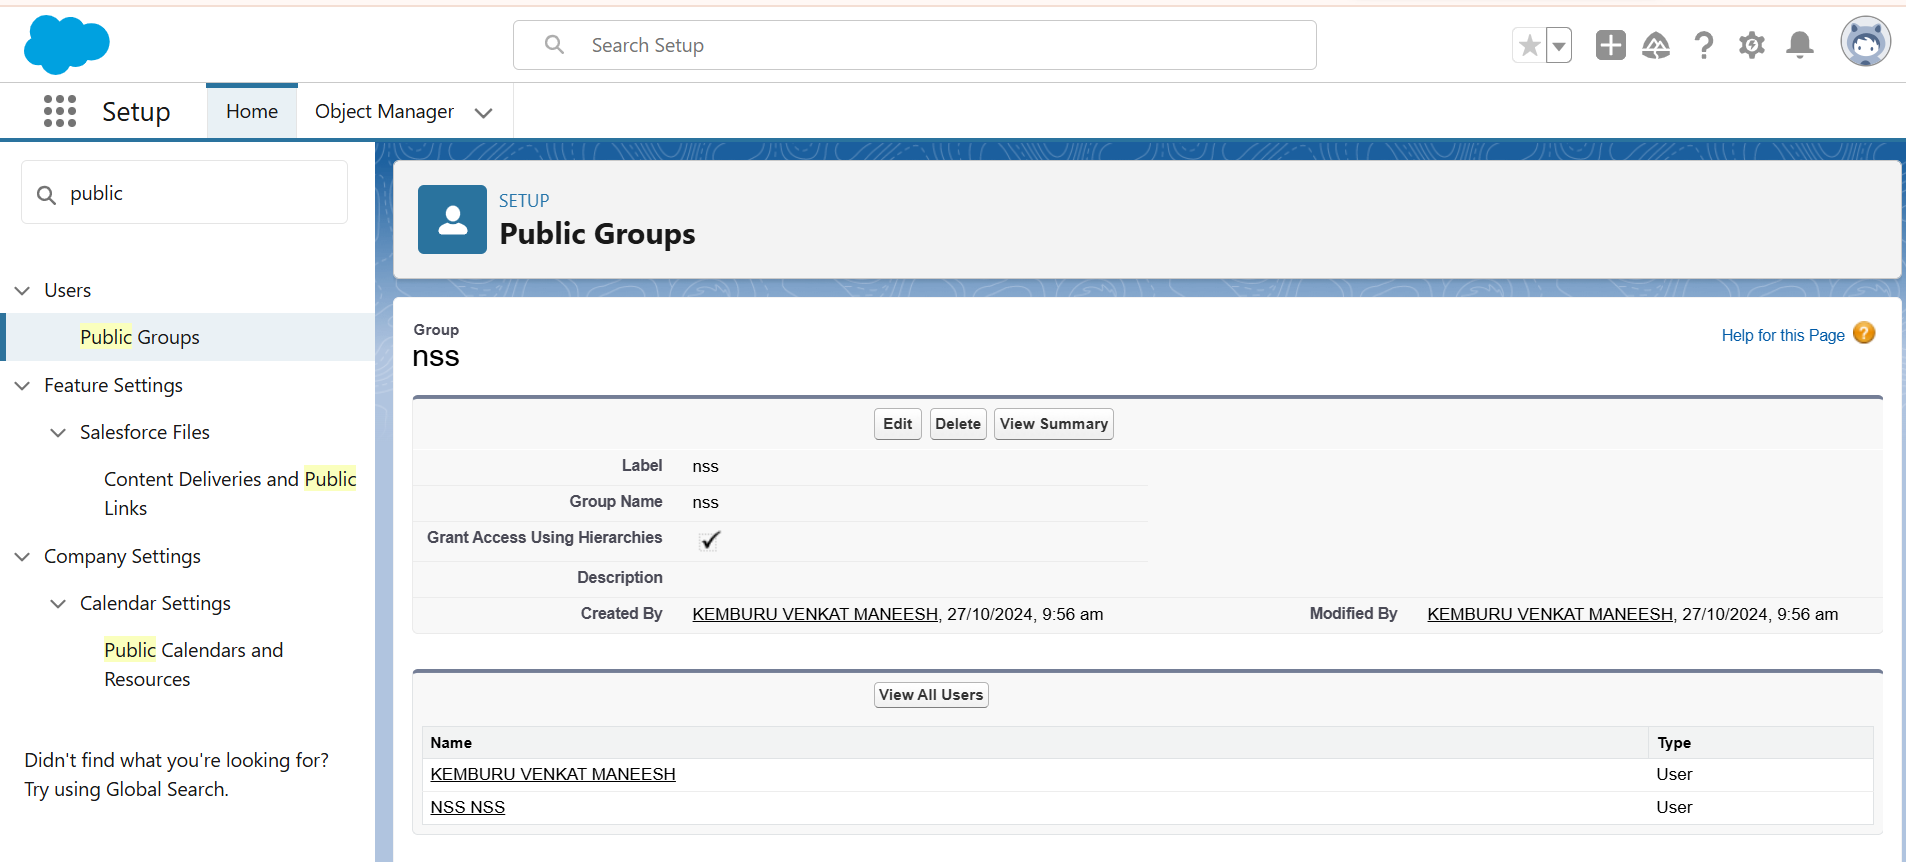 Search Setup
Setup
Home
Object Manager
public
Users
Public Groups
Feature Settings
Salesforce Files
Content Deliveries and Public
Links
Company Settings
Calendar Settings
Public Calendars and
Resources
Didn't find what you're looking for?
Try using Global Search.
SETUP
Public Groups
Group
nss
Help for this Page ?
Edit Delete View Summary
Label nss
Group Name nss
Grant Access Using Hierarchies
Description
Created By KEMBURU VENKAT MANEESH, 27/10/2024, 9:56 am Modified By KEMBURU VENKAT MANEESH, 27/10/2024, 9:56 am
View All Users
Name Type
KEMBURU VENKAT MANEESH User
NSS NSS User